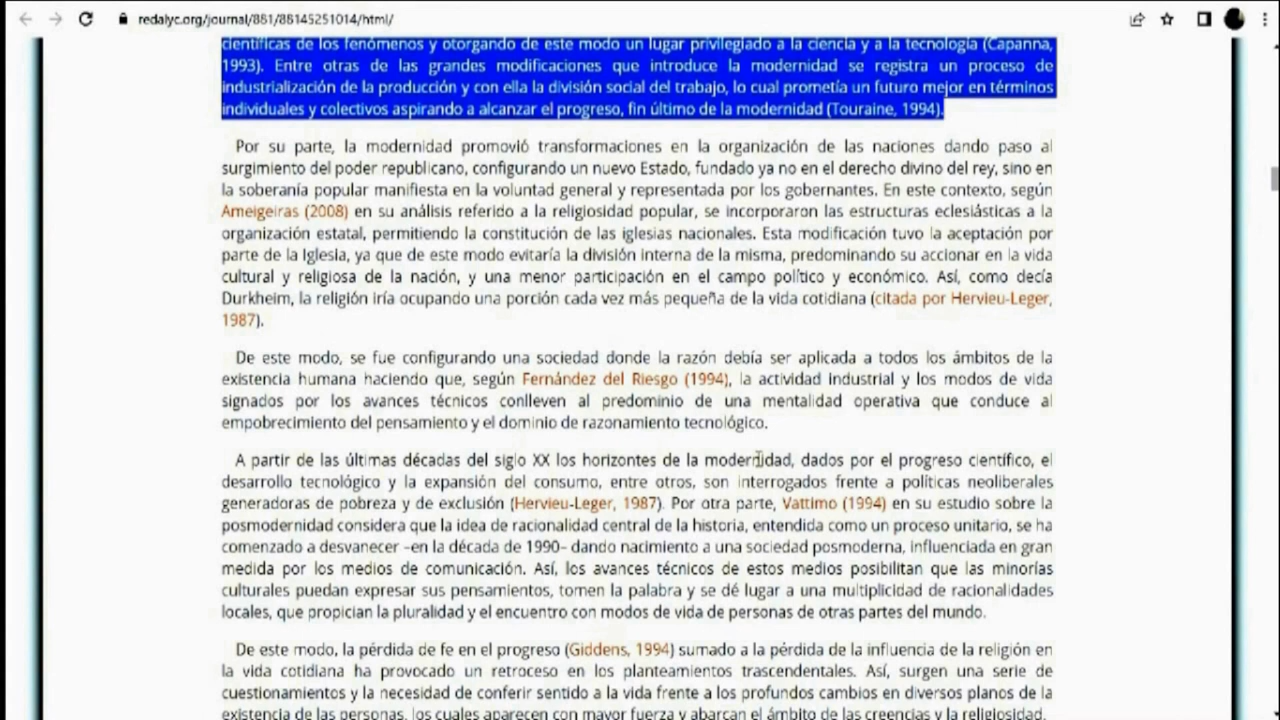 redalyc.org/journal/881/88145251014/html/
científicas de los fenómenos y otorgando de este modo un lugar privilegiado a la ciencia y a la tecnología (Capanna,
1993). Entre otras de las grandes modificaciones que introduce la modernidad se registra un proceso de
industrialización de la producción y con ella la división social del trabajo, lo cual prometía un futuro mejor en términos
individuales y colectivos aspirando a alcanzar el progreso, fin último de la modernidad (Touraine, 1994).
Por su parte, la modernidad promovió transformaciones en la organización de las naciones dando paso al
surgimiento del poder republicano, configurando un nuevo Estado, fundado ya no en el derecho divino del rey, sino en
la soberanía popular manifiesta en la voluntad general y representada por los gobernantes. En este contexto, según
Ameigeiras (2008) en su análisis referido a la religiosidad popular, se incorporaron las estructuras eclesiásticas a la
organización estatal, permitiendo la constitución de las iglesias nacionales. Esta modificación tuvo la aceptación por
parte de la Iglesia, ya que de este modo evitaría la división interna de la misma, predominando su accionar en la vida
cultural y religiosa de la nación, y una menor participación en el campo político y económico. Así, como decía
Durkheim, la religión iría ocupando una porción cada vez más pequeña de la vida cotidiana (citada por Hervieu-Leger,
1987).
De este modo, se fue configurando una sociedad donde la razón debía ser aplicada a todos los ámbitos de la
existencia humana haciendo que, según Fernández del Riesgo (1994), la actividad industrial y los modos de vida
signados por los avances técnicos conlleven al predominio de una mentalidad operativa que conduce al
empobrecimiento del pensamiento y el dominio de razonamiento tecnológico.
A partir de las últimas décadas del siglo XX los horizontes de la modernidad, dados por el progreso científico, el
desarrollo tecnológico y la expansión del consumo, entre otros, son interrogados frente a políticas neoliberales
generadoras de pobreza y de exclusión (Hervieu-Leger, 1987). Por otra parte, Vattimo (1994) en su estudio sobre la
posmodernidad considera que la idea de racionalidad central de la historia, entendida como un proceso unitario, se ha
comenzado a desvanecer –en la década de 1990– dando nacimiento a una sociedad posmoderna, influenciada en gran
medida por los medios de comunicación. Así, los avances técnicos de estos medios posibilitan que las minorías
culturales puedan expresar sus pensamientos, tomen la palabra y se dé lugar a una multiplicidad de racionalidades
locales, que propician la pluralidad y el encuentro con modos de vida de personas de otras partes del mundo.
De este modo, la pérdida de fe en el progreso (Giddens, 1994) sumado a la pérdida de la influencia de la religión en
la vida cotidiana ha provocado un retroceso en los planteamientos trascendentales. Así, surgen una serie de
cuestionamientos y la necesidad de conferir sentido a la vida frente a los profundos cambios en diversos planos de la
existencia de las personas, los cuales aparecen con mayor fuerza y abarcan el ámbito de las creencias y la religiosidad.